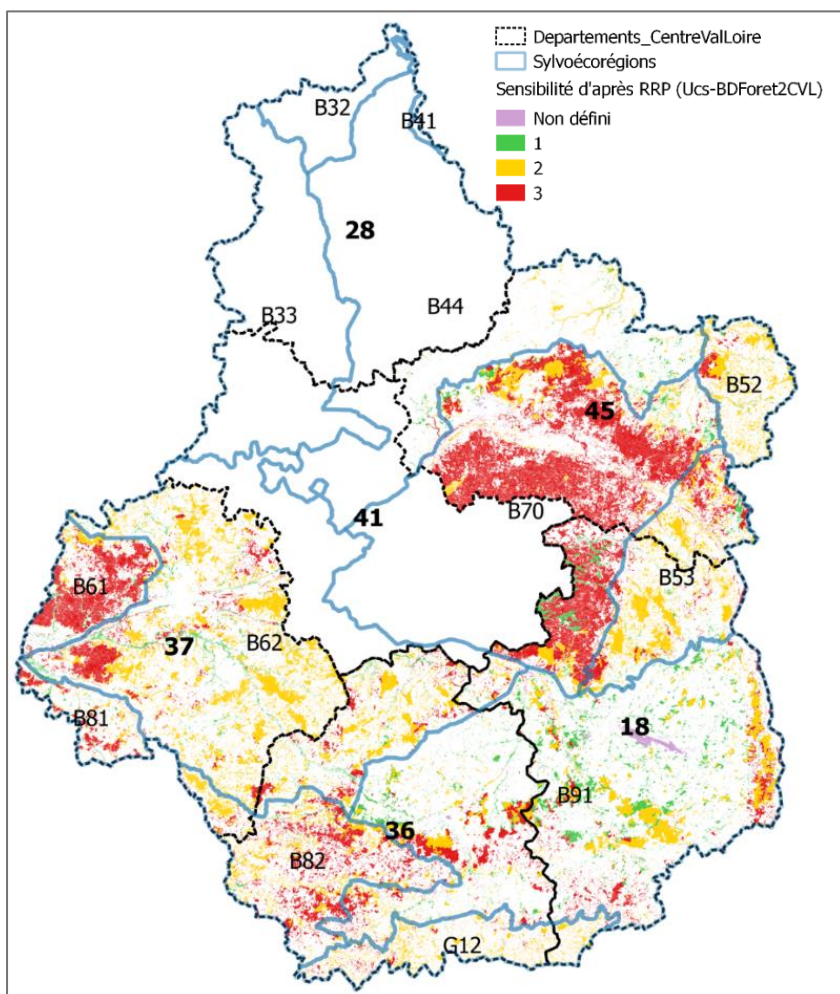 Departements_CentreValLoire
Sylvoécorégions
Sensibilité d'après RRP (Ucs-BDForet2CVL)
Non défini
1
2
3
B32
B41
28
B33
B44
B52
45
B70
41
B53
B61
B62
37
B81
18
B91
36
B82
G12